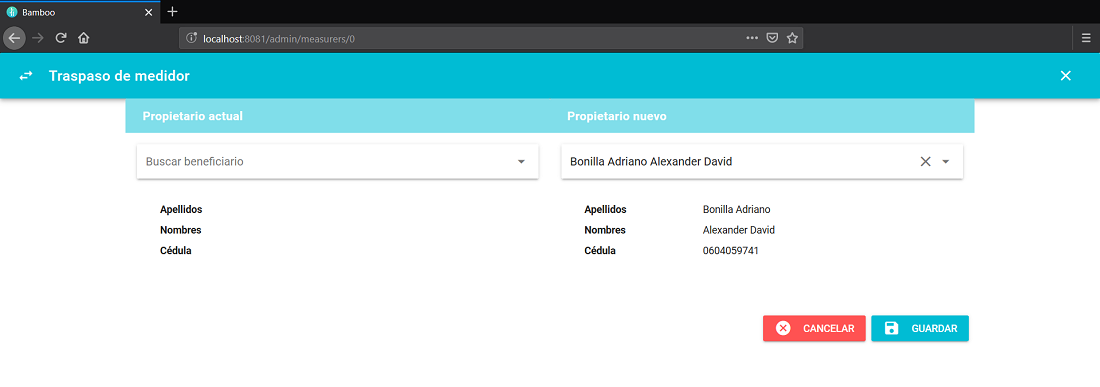 Bamboo
localhost:8081/admin/measurers/0
Traspaso de medidor
Propietario actual
Propietario nuevo
Buscar beneficiario
Bonilla Adriano Alexander David
Apellidos
Nombres
Cédula
Apellidos Bonilla Adriano
Nombres Alexander David
Cédula 0604059741
CANCELAR
GUARDAR